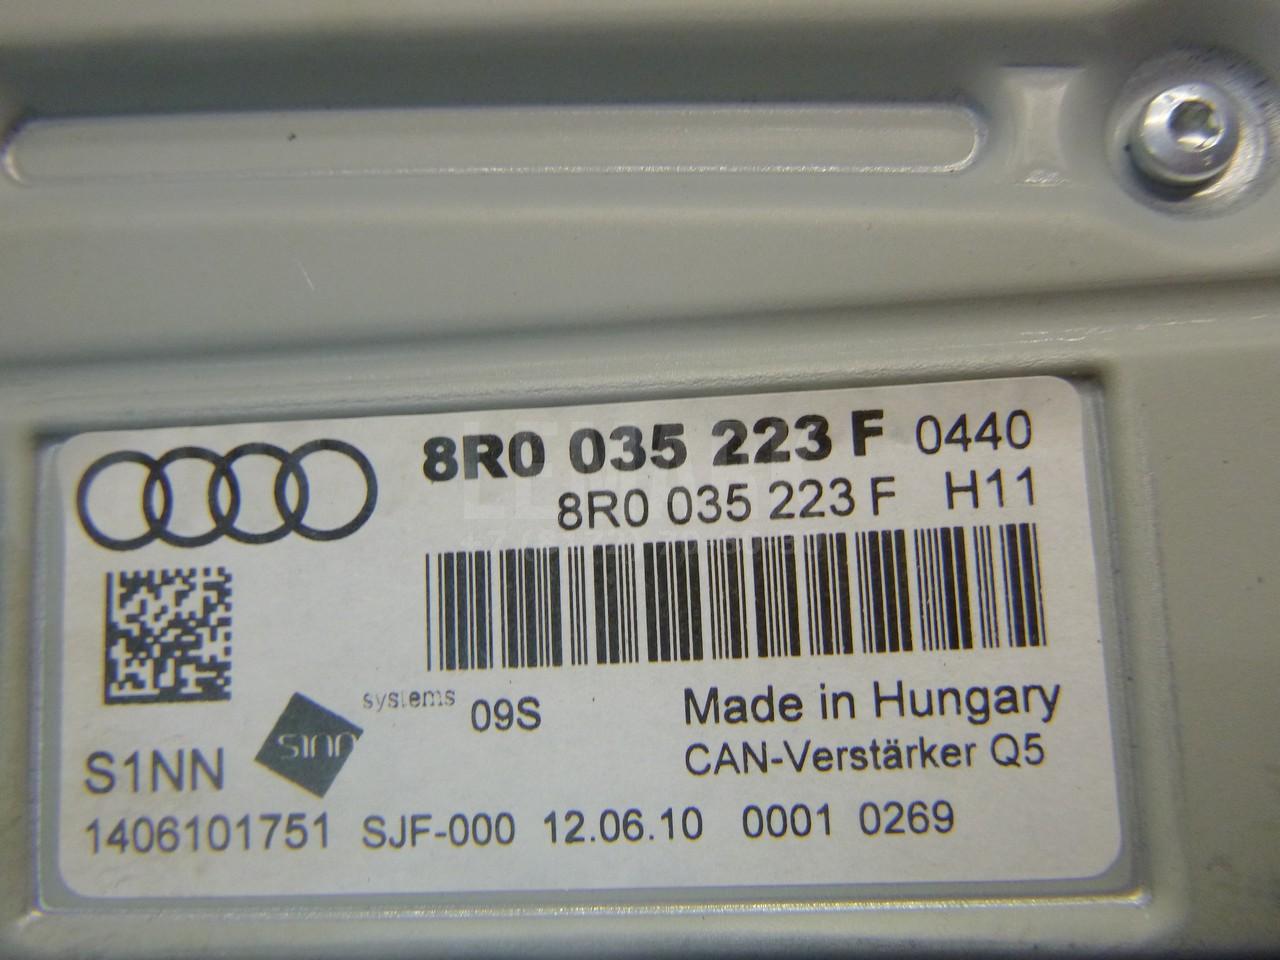 8R0 035 223 F 0440
8R0 035 223 F H11
systems 09S
S1nn
Made in Hungary
CAN-Verstärker Q5
S1NN
1406101751 SJF-000 12.06.10 0001 0269